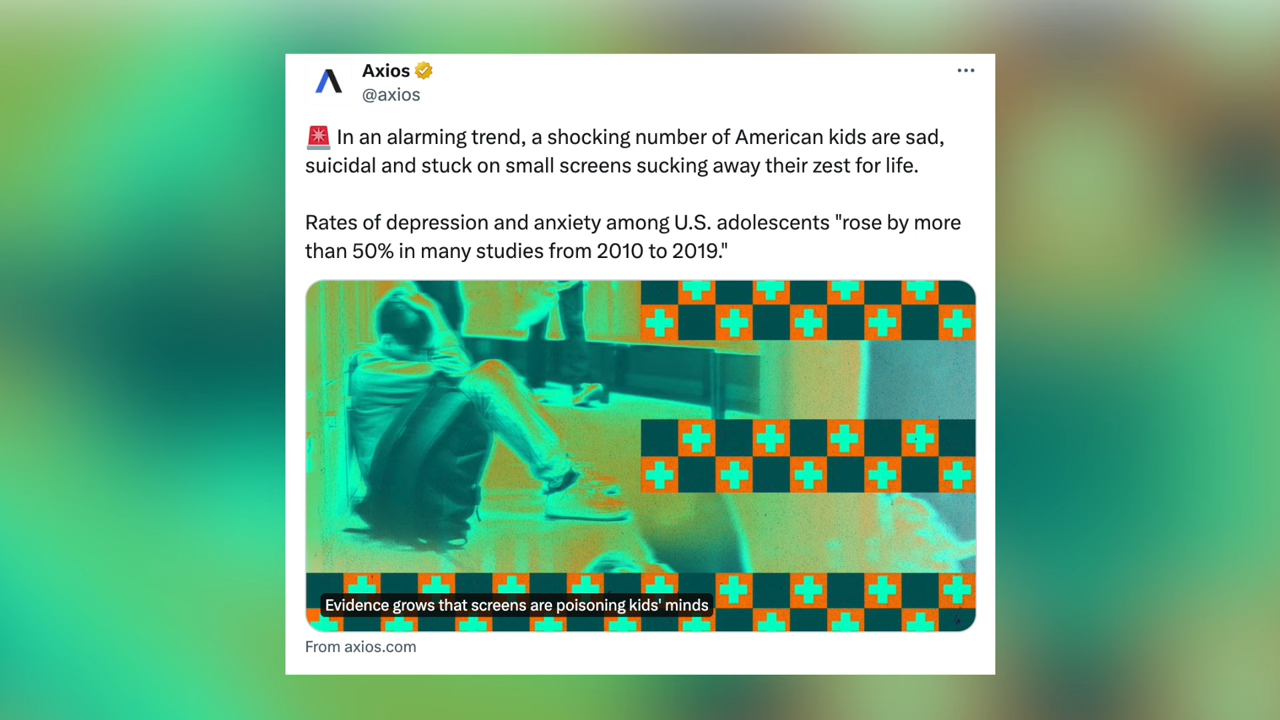 Axios
@axios
🚨 In an alarming trend, a shocking number of American kids are sad,
suicidal and stuck on small screens sucking away their zest for life.
Rates of depression and anxiety among U.S. adolescents "rose by more
than 50% in many studies from 2010 to 2019."
Evidence grows that screens are poisoning kids' minds
From axios.com